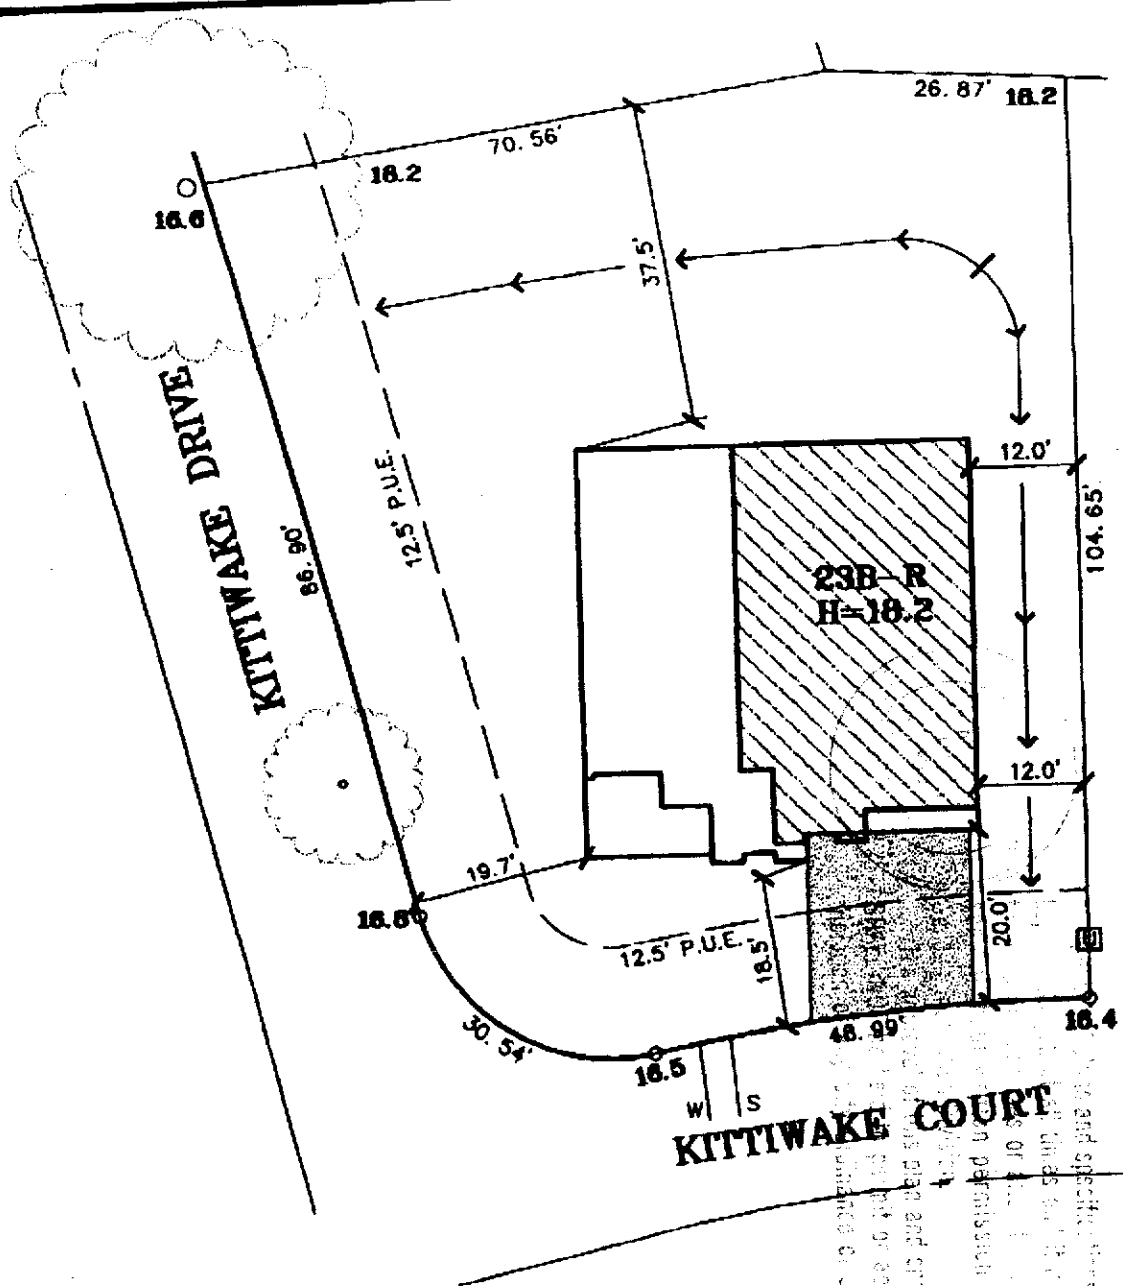 26.87'
18.2
70.56'
18.2
16.6
37.5'
KITTIWAKE DRIVE
12.0'
12.5' P.U.E.
104.65'
86.90'
23B-R
H=18.2
12.0'
19.7'
16.8
20.0'
12.5' P.U.E.
18.5'
16.4
30.54'
46.99'
16.5
W
S
KITTIWAKE COURT